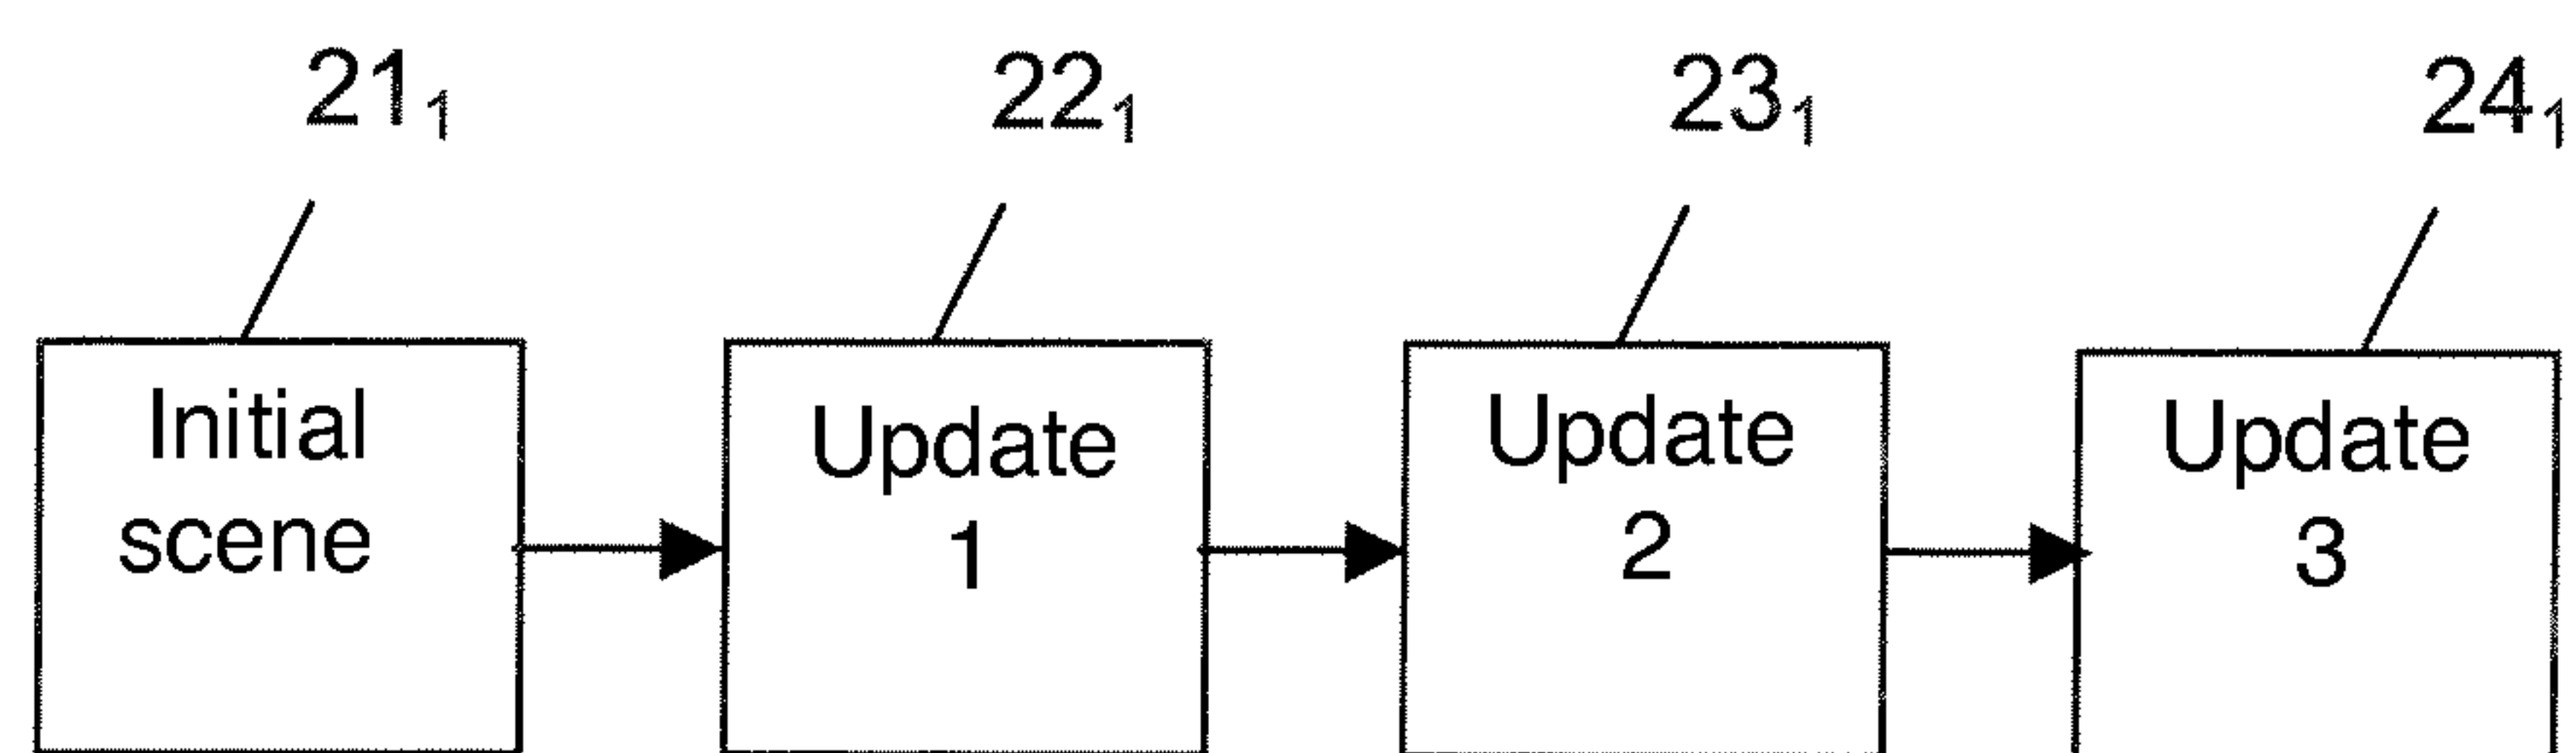 21₁ 22₁ 23₁ 24₁
Initial
scene
Update
1
Update
2
Update
3